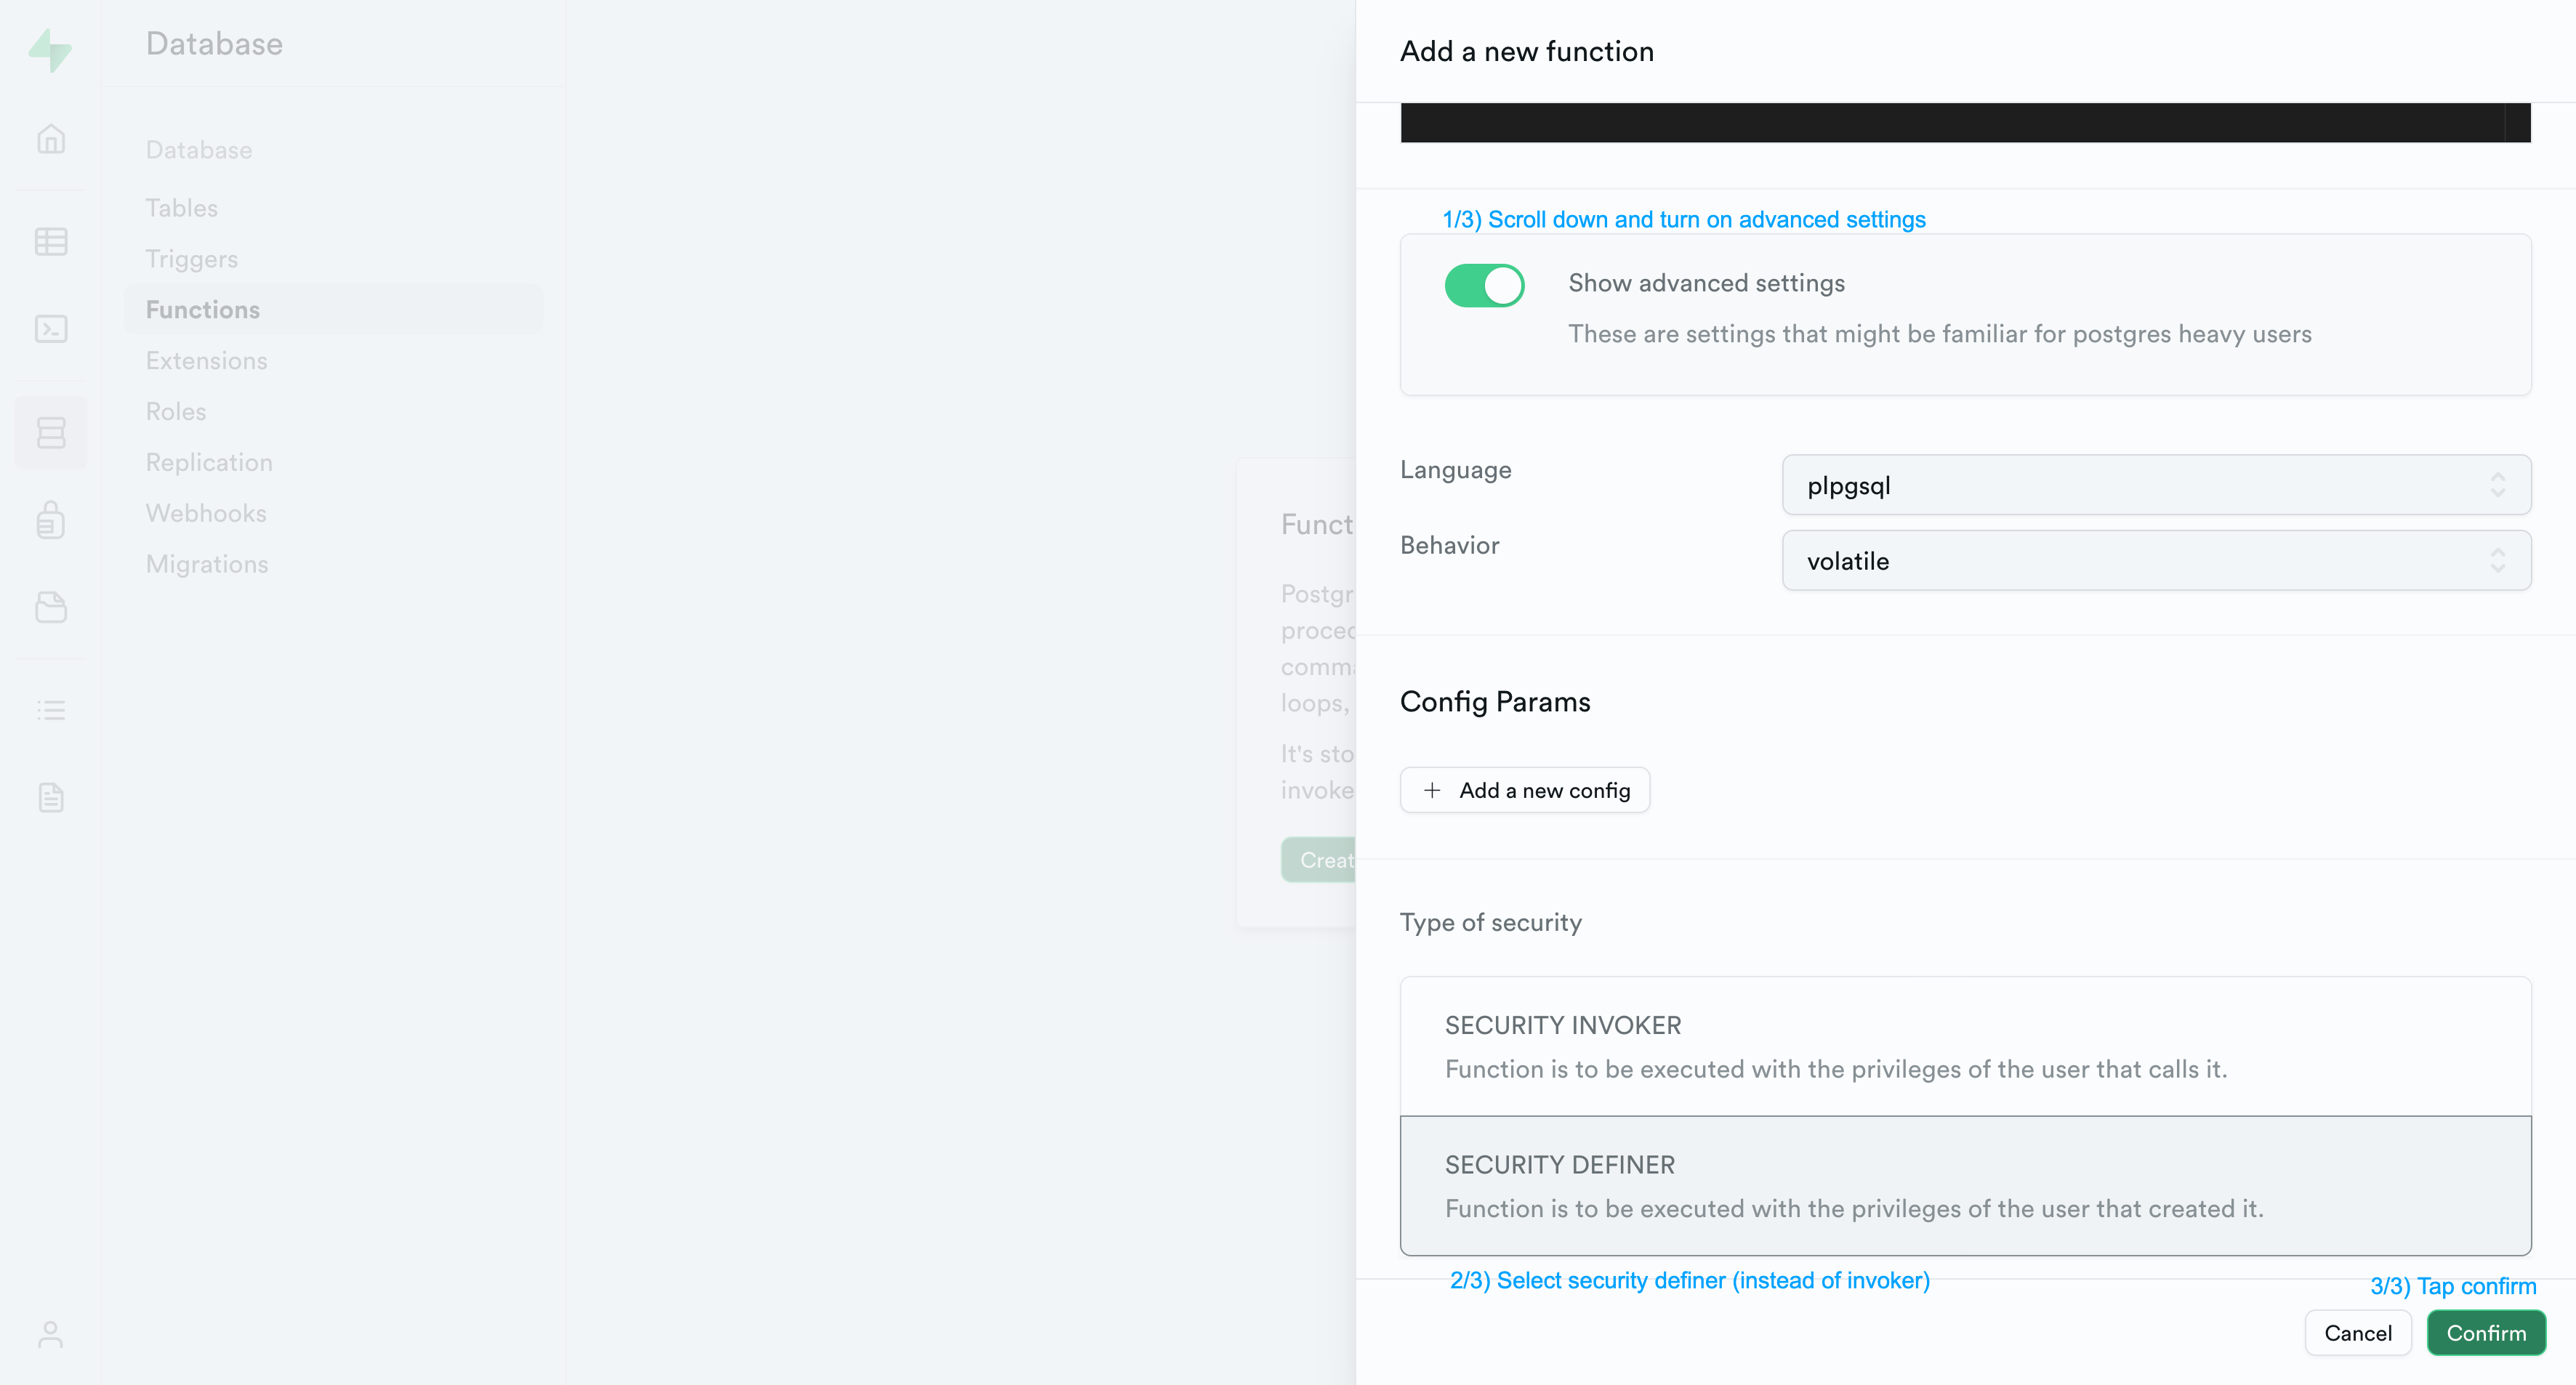 Database
Database
Tables
Triggers
Functions
Extensions
Roles
Replication
Webhooks
Migrations
Funct
Postgr
proced
comma
loops,
It's sto
invoke
Creat
Add a new function
1/3) Scroll down and turn on advanced settings
Show advanced settings
These are settings that might be familiar for postgres heavy users
Language
plpgsql
Behavior
volatile
Config Params
Add a new config
Type of security
SECURITY INVOKER
Function is to be executed with the privileges of the user that calls it.
SECURITY DEFINER
Function is to be executed with the privileges of the user that created it.
2/3) Select security definer (instead of invoker)
3/3) Tap confirm
Cancel
Confirm